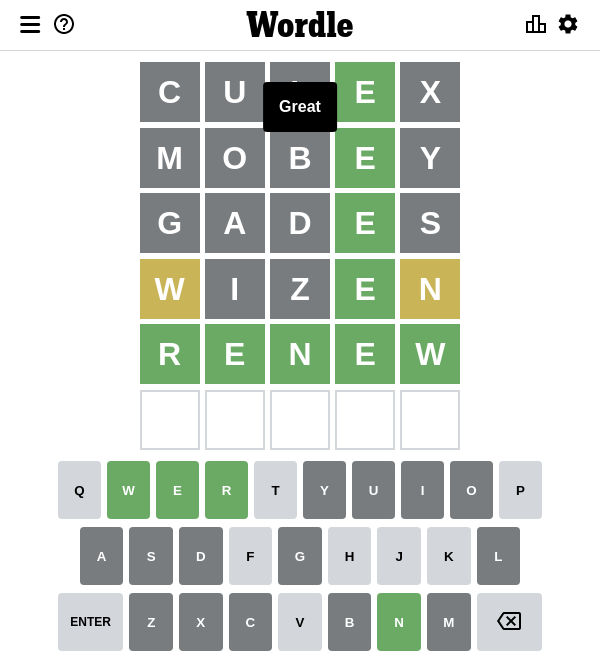 Wordle
C U E X
Great
M O B E Y
G A D E S
W I Z E N
R E N E W
Q W E R T Y U I O P
A S D F G H J K L
ENTER Z X C V B N M